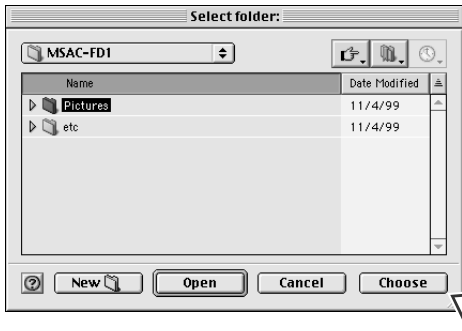 Select folder:
MSAC-FD1
Name Date Modified
Pictures 11/4/99
etc 11/4/99
? New Open Cancel Choose